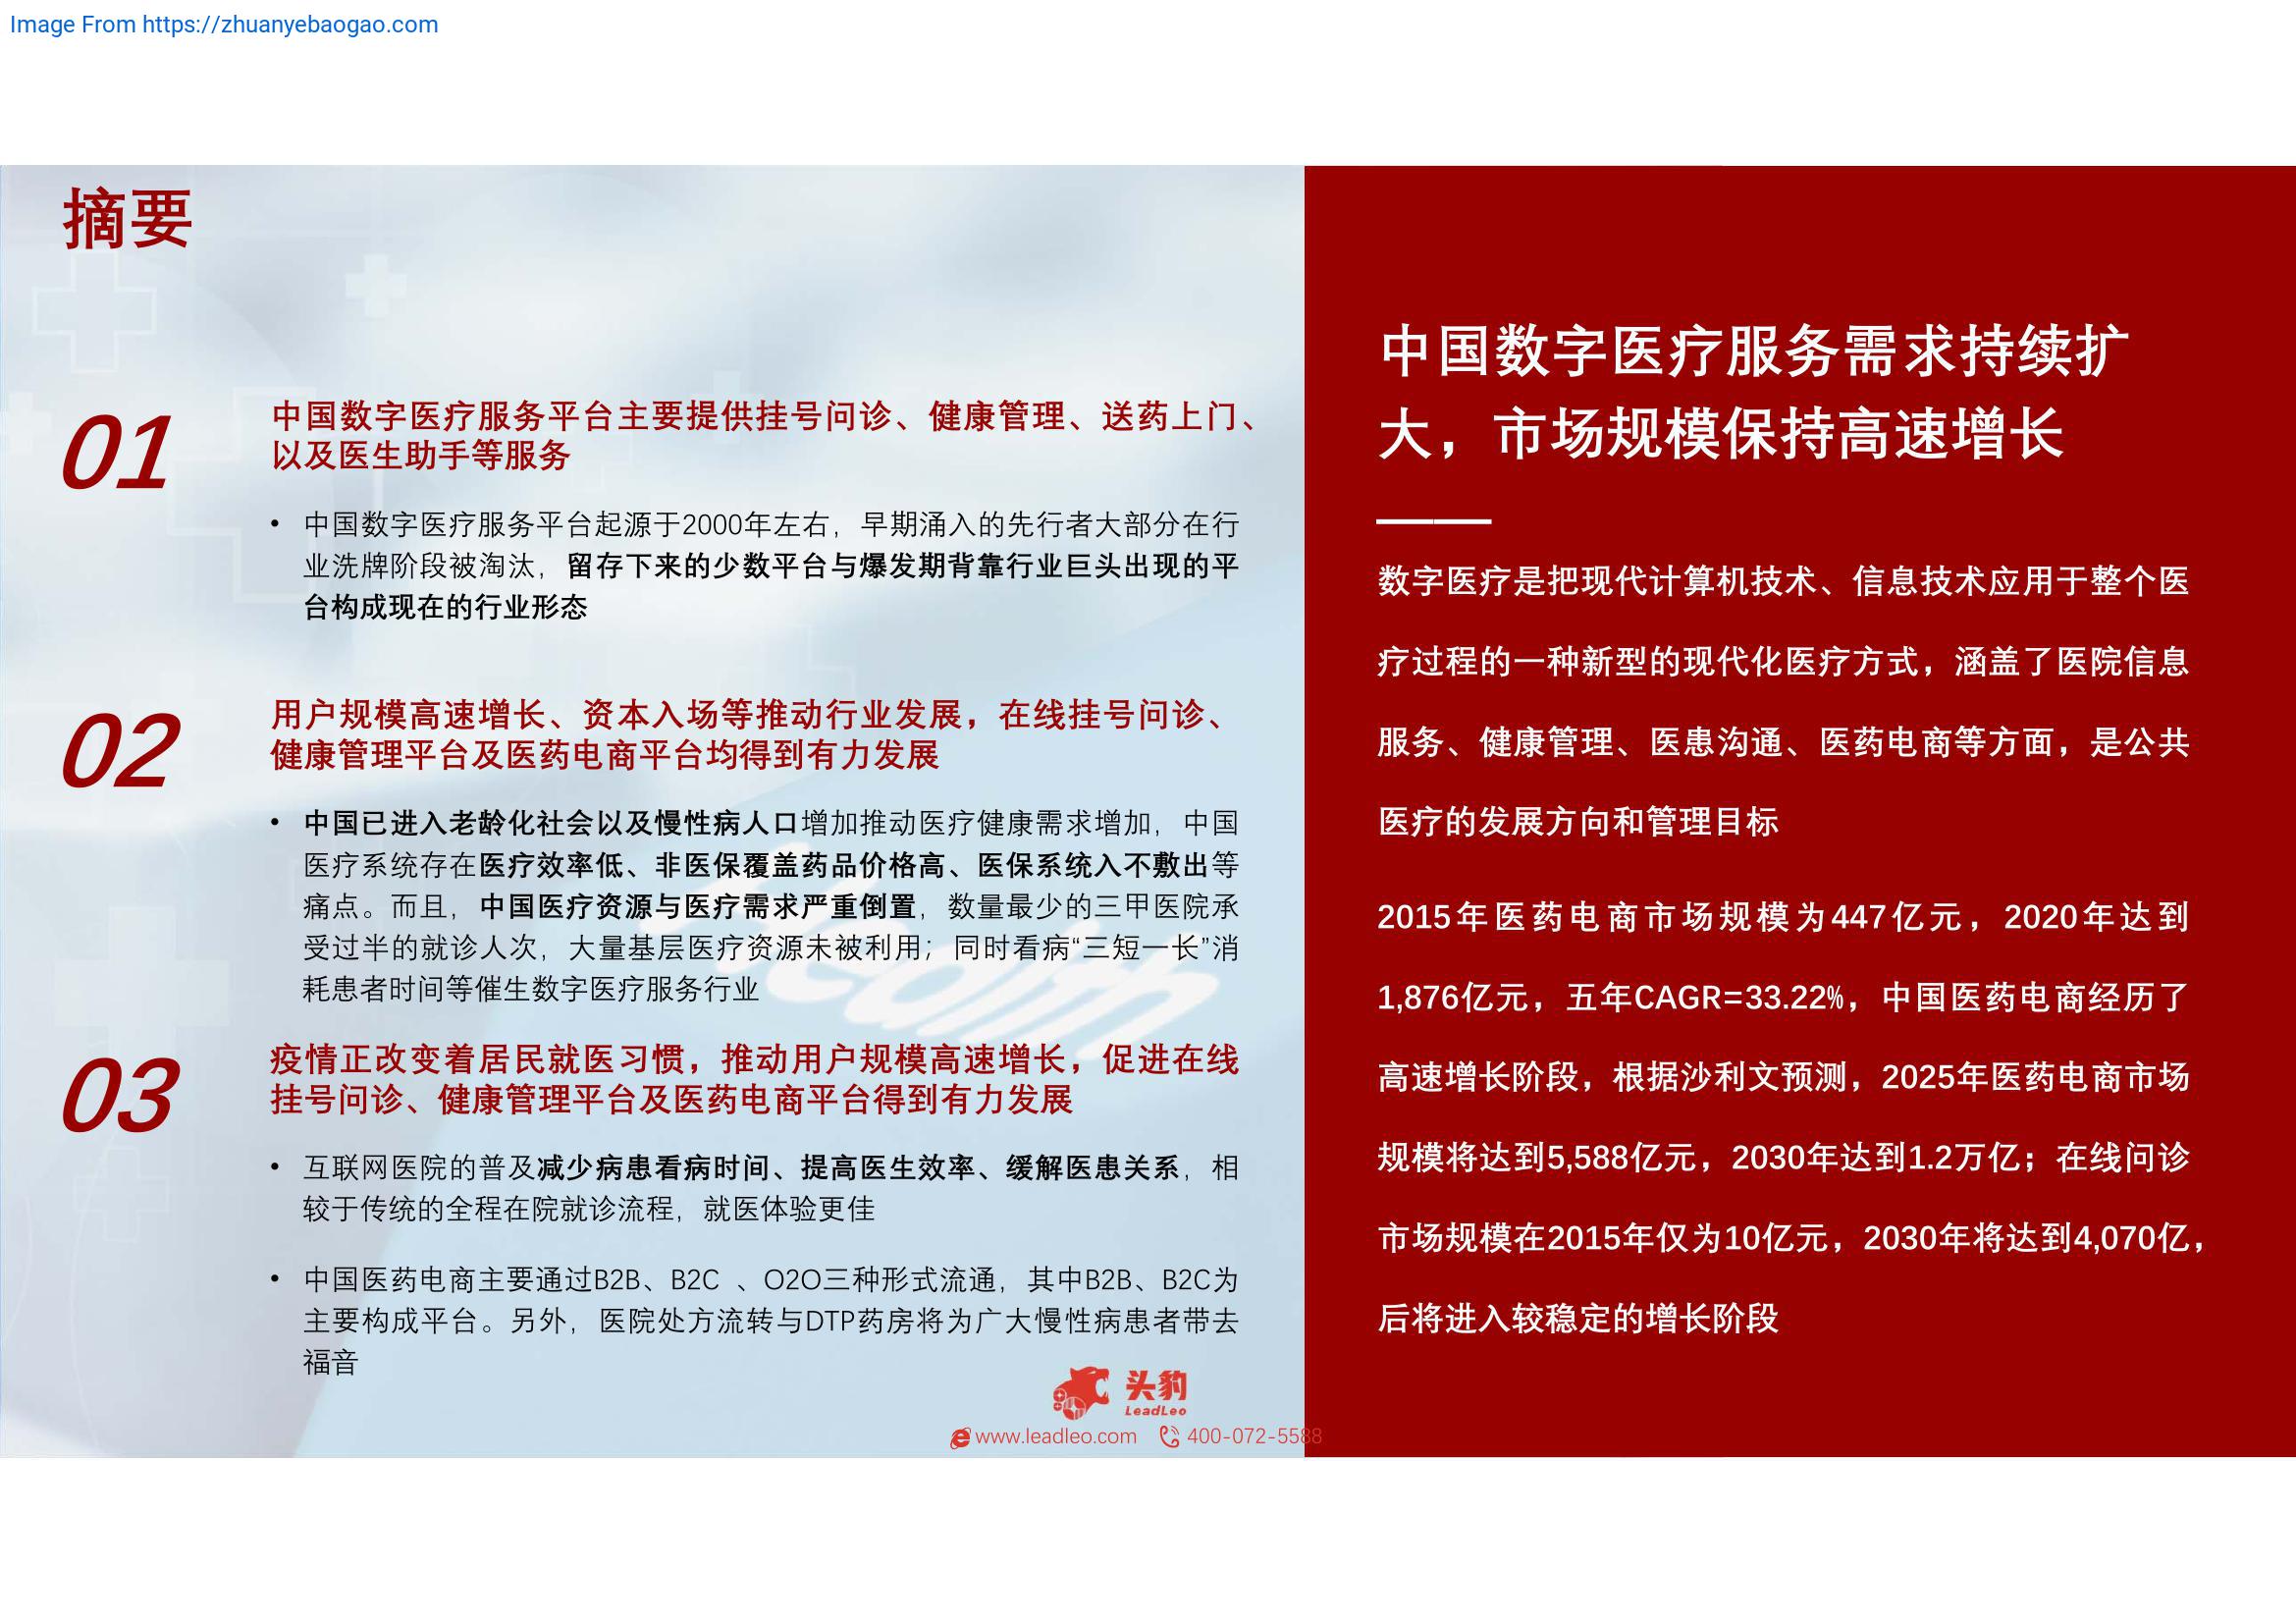 Image From https://zhuanyebaogao.com
摘要
01
中国数字医疗服务平台主要提供挂号问诊、健康管理、送药上门、
以及医生助手等服务
• 中国数字医疗服务平台起源于2000年左右，早期涌入的先行者大部分在行
业洗牌阶段被淘汰，留存下来的少数平台与爆发期背靠行业巨头出现的平
台构成现在的行业形态
02
用户规模高速增长、资本入场等推动行业发展，在线挂号问诊、
健康管理平台及医药电商平台均得到有力发展
• 中国已进入老龄化社会以及慢性病人口增加推动医疗健康需求增加，中国
医疗系统存在医疗效率低、非医保覆盖药品价格高、医保系统入不敷出等
痛点。而且，中国医疗资源与医疗需求严重倒置，数量最少的三甲医院承
受过半的就诊人次，大量基层医疗资源未被利用；同时看病“三短一长”消
耗患者时间等催生数字医疗服务行业
03
疫情正改变着居民就医习惯，推动用户规模高速增长，促进在线
挂号问诊、健康管理平台及医药电商平台得到有力发展
• 互联网医院的普及减少病患看病时间、提高医生效率、缓解医患关系，相
较于传统的全程在院就诊流程，就医体验更佳
• 中国医药电商主要通过B2B、B2C 、O2O三种形式流通，其中B2B、B2C为
主要构成平台。另外，医院处方流转与DTP药房将为广大慢性病患者带去
福音
Health
头豹
LeadLeo
www.leadleo.com 400-072-5588
中国数字医疗服务需求持续扩
大，市场规模保持高速增长
数字医疗是把现代计算机技术、信息技术应用于整个医
疗过程的一种新型的现代化医疗方式，涵盖了医院信息
服务、健康管理、医患沟通、医药电商等方面，是公共
医疗的发展方向和管理目标
2015年医药电商市场规模为447亿元，2020年达到
1,876亿元，五年CAGR=33.22%，中国医药电商经历了
高速增长阶段，根据沙利文预测，2025年医药电商市场
规模将达到5,588亿元，2030年达到1.2万亿；在线问诊
市场规模在2015年仅为10亿元，2030年将达到4,070亿，
后将进入较稳定的增长阶段